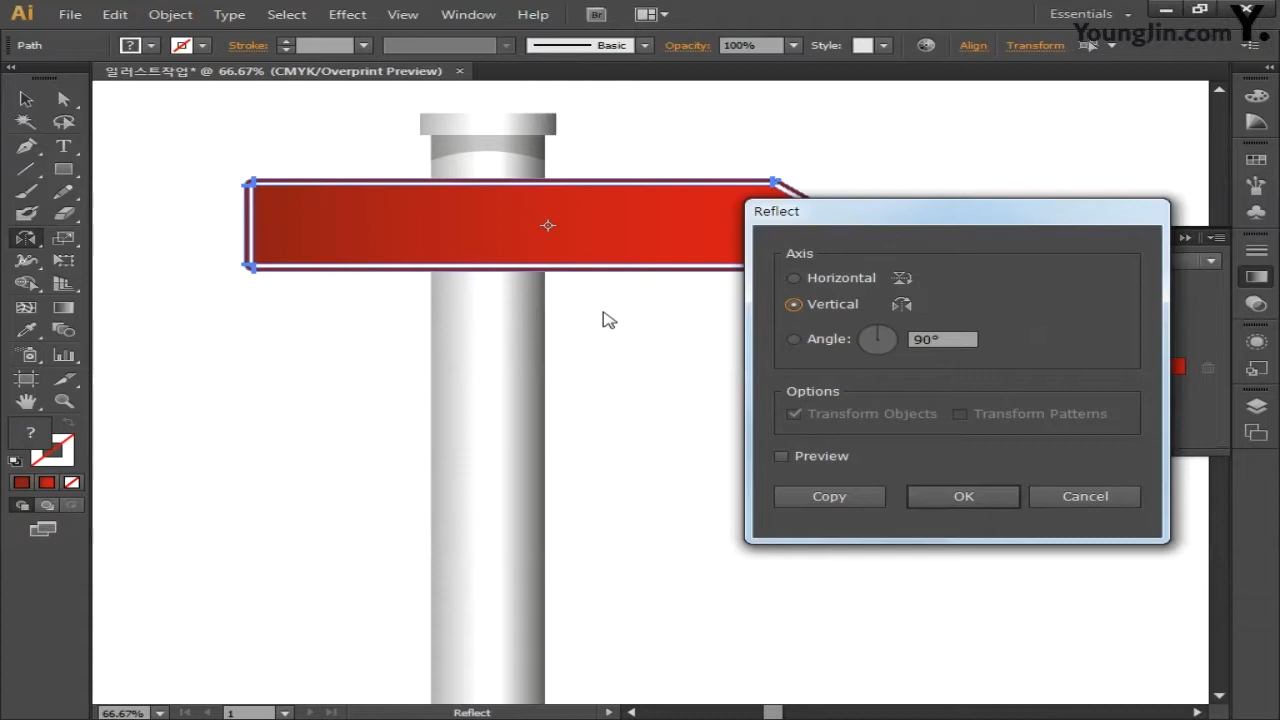 Ai File Edit Object Type Select Effect View Window Help Br Essentials
YoungJin.com Y.
Path ? Stroke: Basic Opacity: 100% Style: Align Transform
일러스트작업* @ 66.67% (CMYK/Overprint Preview) ×
T
Reflect
Axis
Horizontal
Vertical
Angle: 90°
Options
Transform Objects Transform Patterns
?
Preview
Copy OK Cancel
66.67% 1 Reflect